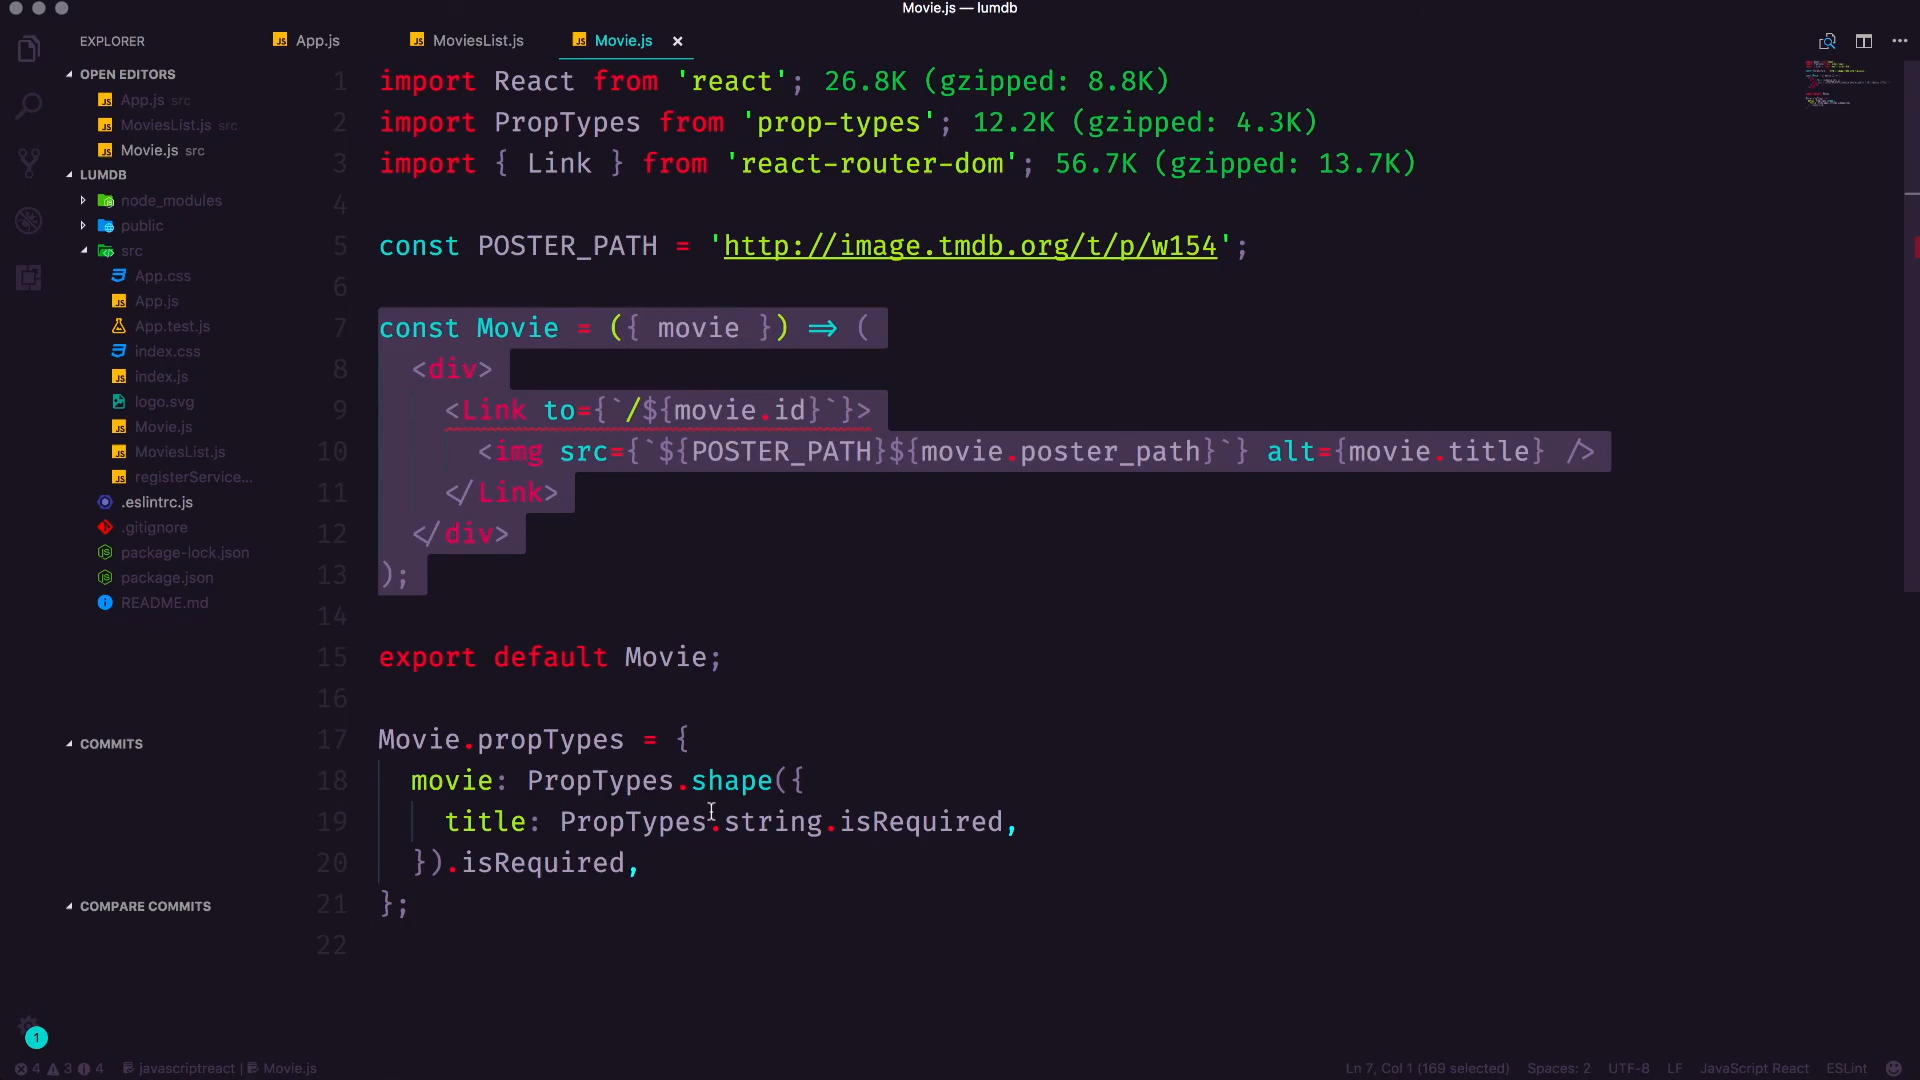 Movie.js — lumdb
EXPLORER
App.js
MoviesList.js
Movie.js
OPEN EDITORS
App.js src
MoviesList.js src
Movie.js src
LUMDB
node_modules
public
src
App.css
App.js
App.test.js
index.css
index.js
logo.svg
Movie.js
MoviesList.js
registerService...
.eslintrc.js
.gitignore
package-lock.json
package.json
README.md
COMMITS
COMPARE COMMITS
1 import React from 'react'; 26.8K (gzipped: 8.8K)
2 import PropTypes from 'prop-types'; 12.2K (gzipped: 4.3K)
3 import { Link } from 'react-router-dom'; 56.7K (gzipped: 13.7K)
4
5 const POSTER_PATH = 'http://image.tmdb.org/t/p/w154';
6
7 const Movie = ({ movie }) => (
8 <div>
9 <Link to={`/${movie.id}`}>
10 <img src={`${POSTER_PATH}${movie.poster_path}`} alt={movie.title} />
11 </Link>
12 </div>
13 );
14
15 export default Movie;
16
17 Movie.propTypes = {
18 movie: PropTypes.shape({
19 title: PropTypes.string.isRequired,
20 }).isRequired,
21 };
22
1
4 3 4 javascriptreact | Movie.js
Ln 7, Col 1 (169 selected) Spaces: 2 UTF-8 LF JavaScript React ESLint